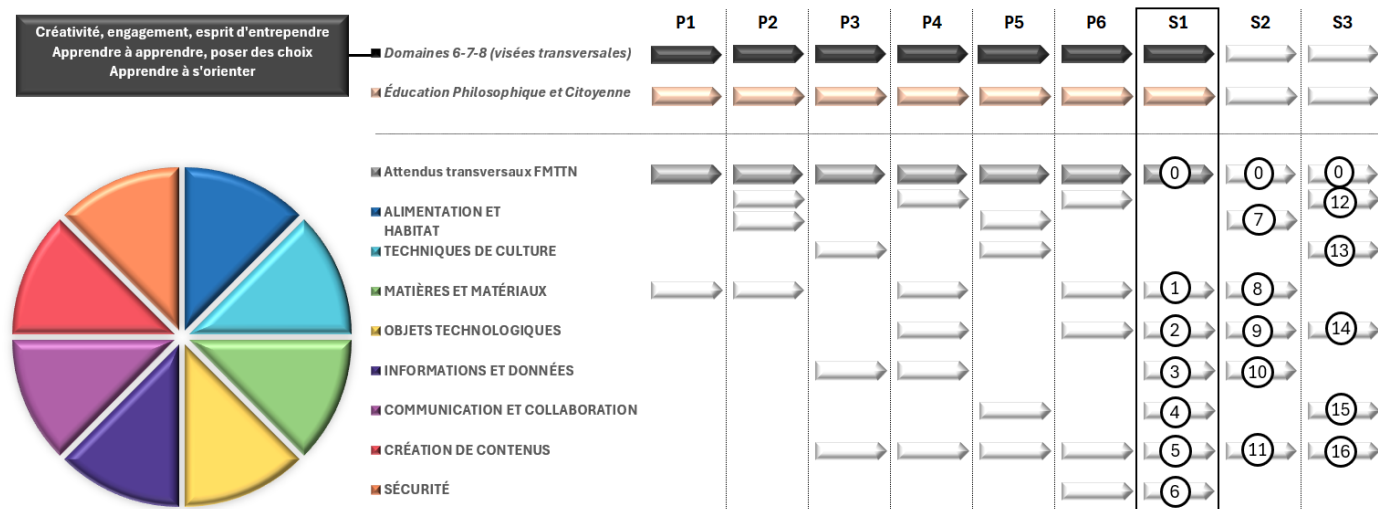 P1 P2 P3 P4 P5 P6 S1 S2 S3
Créativité, engagement, esprit d'entrependre
Apprendre à apprendre, poser des choix
Apprendre à s'orienter
Domaines 6-7-8 (visées transversales)
Éducation Philosophique et Citoyenne
Attendus transversaux FMTTN 0 0 0
12
ALIMENTATION ET
HABITAT
7
TECHNIQUES DE CULTURE 13
MATIÈRES ET MATÉRIAUX 1 8
OBJETS TECHNOLOGIQUES 2 9 14
INFORMATIONS ET DONNÉES 3 10
COMMUNICATION ET COLLABORATION 4 15
CRÉATION DE CONTENUS 5 11 16
SÉCURITÉ 6